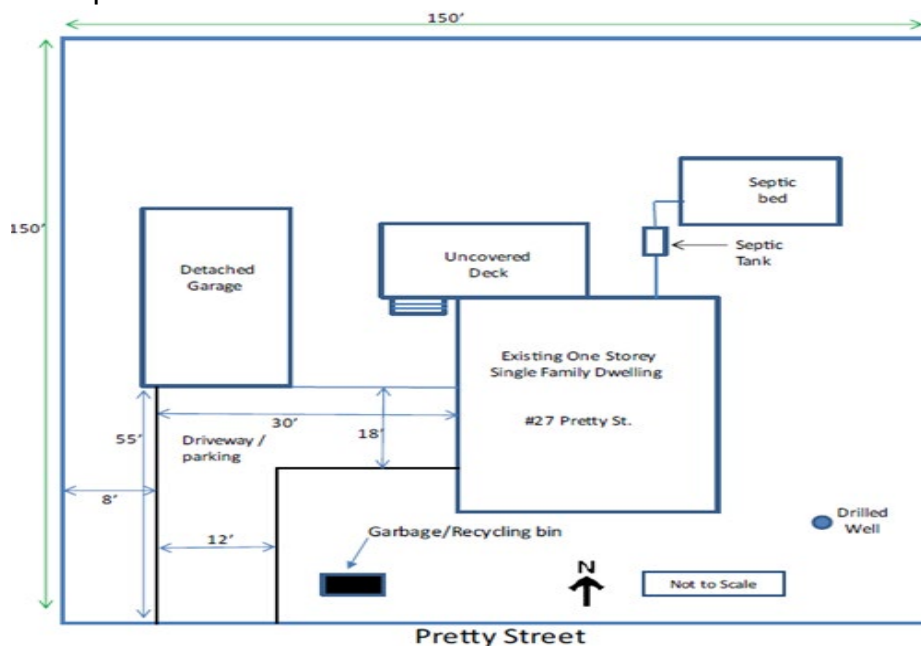 150'
150'
Septic
bed
Septic
Tank
Detached
Garage
Uncovered
Deck
Existing One Storey
Single Family Dwelling
#27 Pretty St.
55'
30'
18'
Driveway /
parking
8'
12'
Garbage/Recycling bin
Drilled
Well
N
Not to Scale
Pretty Street